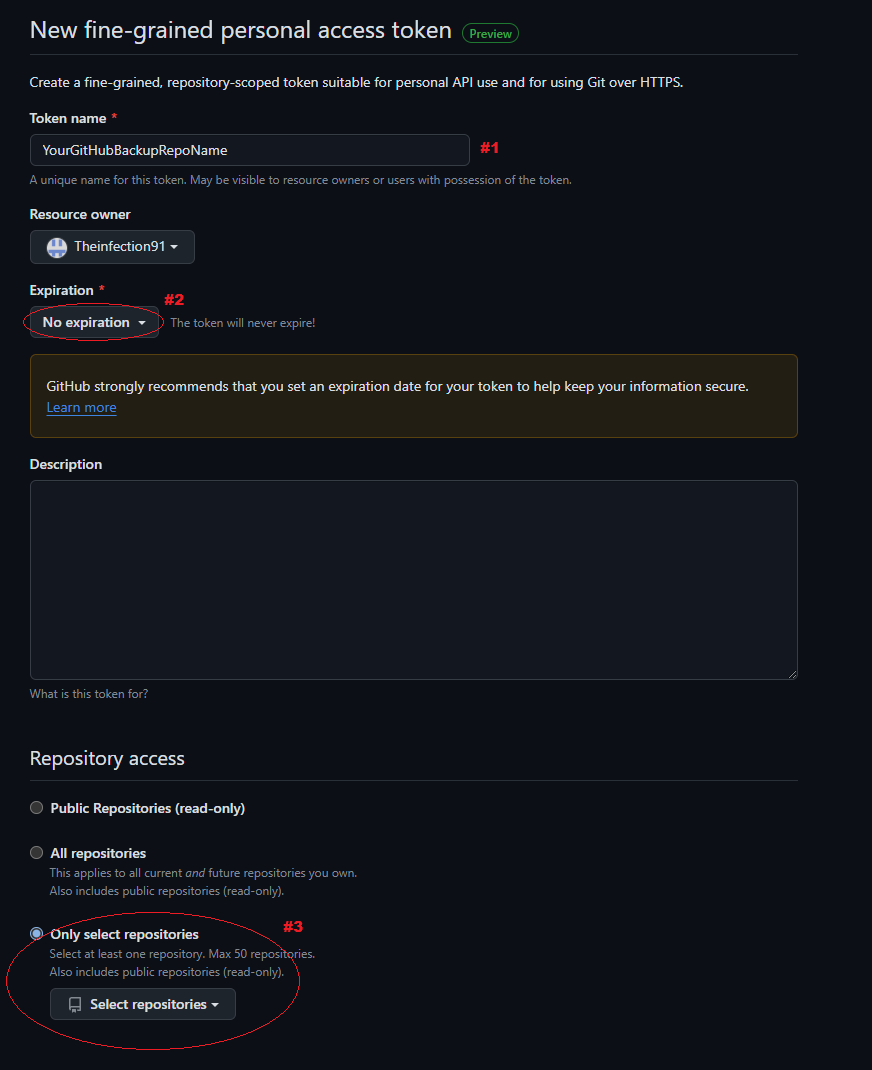 New fine-grained personal access token Preview
Create a fine-grained, repository-scoped token suitable for personal API use and for using Git over HTTPS.
Token name *
YourGitHubBackupRepoName #1
A unique name for this token. May be visible to resource owners or users with possession of the token.
Resource owner
Theinfection91
Expiration *
#2
No expiration The token will never expire!
GitHub strongly recommends that you set an expiration date for your token to help keep your information secure.
Learn more
Description
What is this token for?
Repository access
Public Repositories (read-only)
All repositories
This applies to all current and future repositories you own.
Also includes public repositories (read-only).
#3
Only select repositories
Select at least one repository. Max 50 repositories.
Also includes public repositories (read-only).
Select repositories